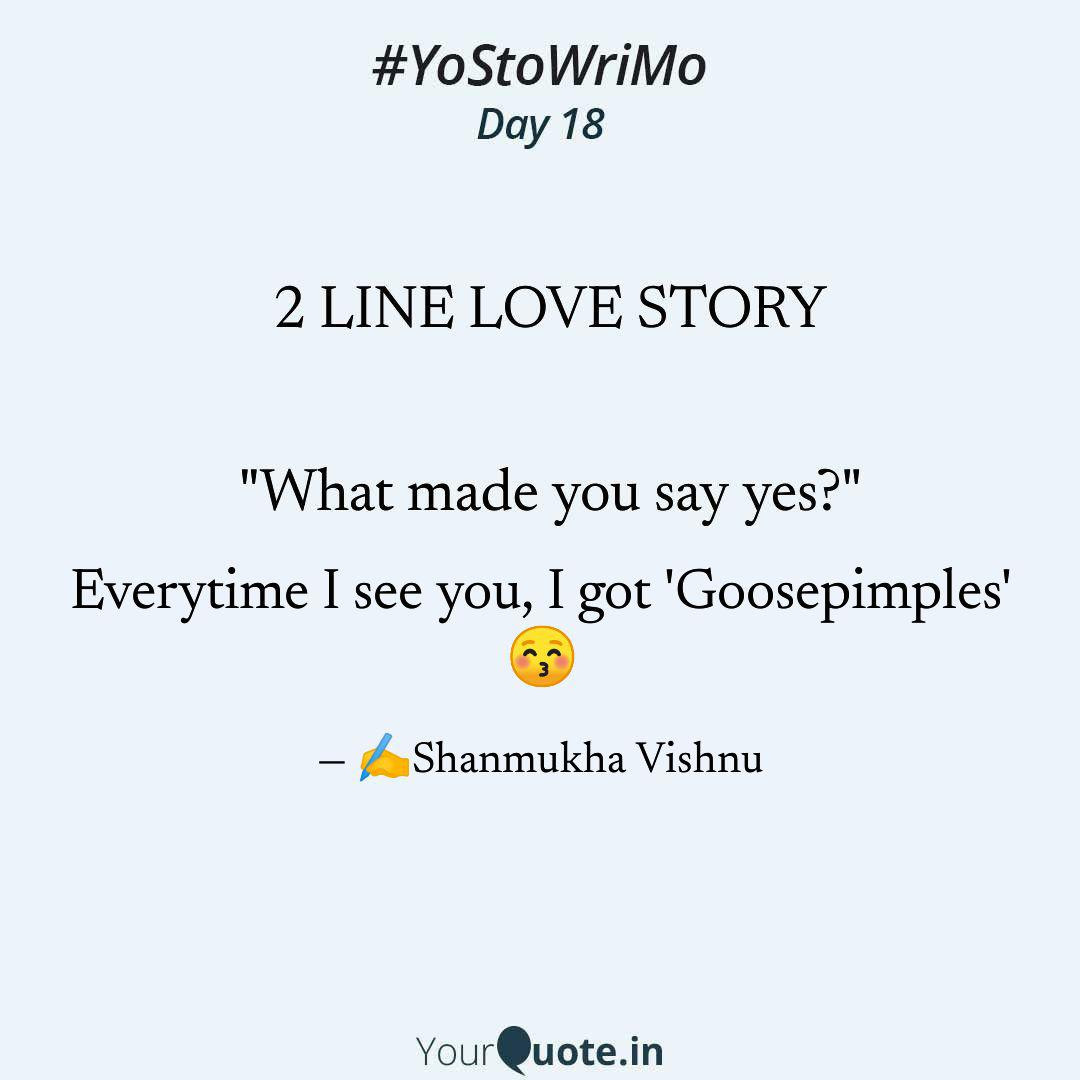 #YoStoWriMo
Day 18
2 LINE LOVE STORY
"What made you say yes?"
Everytime I see you, I got 'Goosepimples'
😚
– ✍Shanmukha Vishnu
YourQuote.in